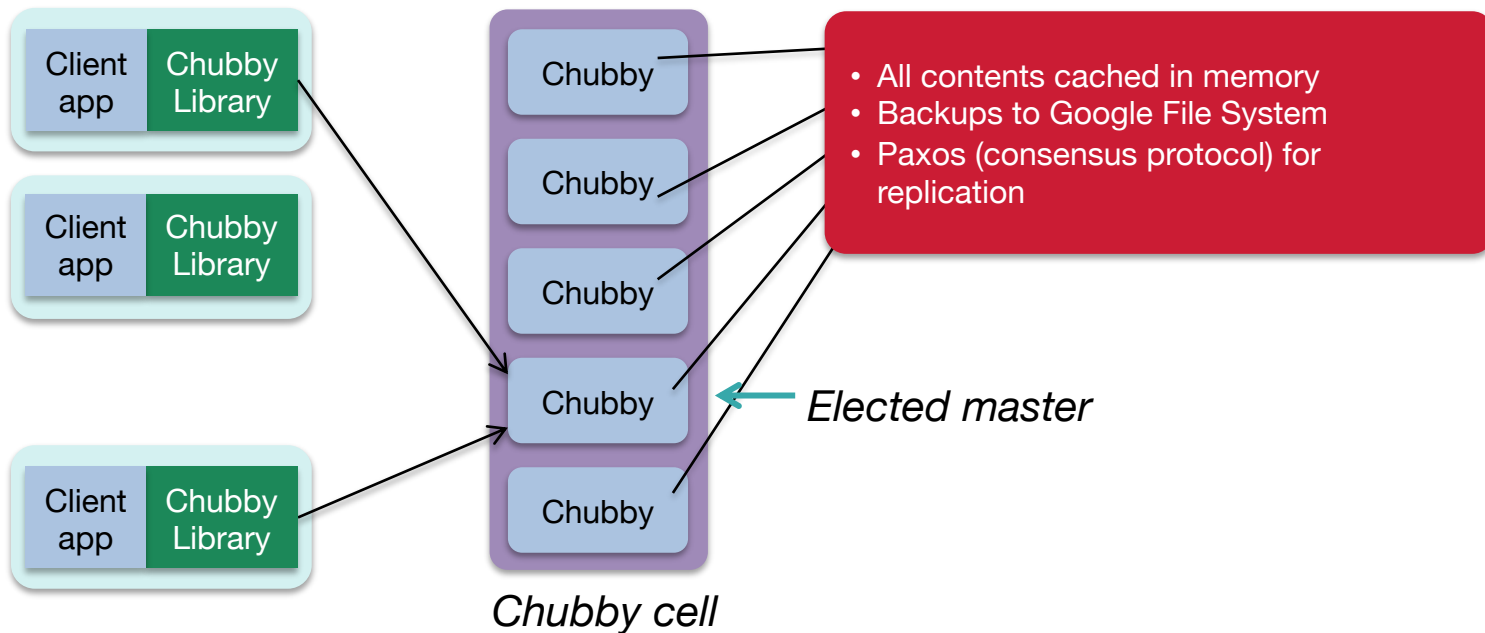 Client
app
Chubby
Library
Client
app
Chubby
Library
Client
app
Chubby
Library
Chubby
Chubby
Chubby
Chubby
Chubby
Chubby cell
• All contents cached in memory
• Backups to Google File System
• Paxos (consensus protocol) for
replication
Elected master